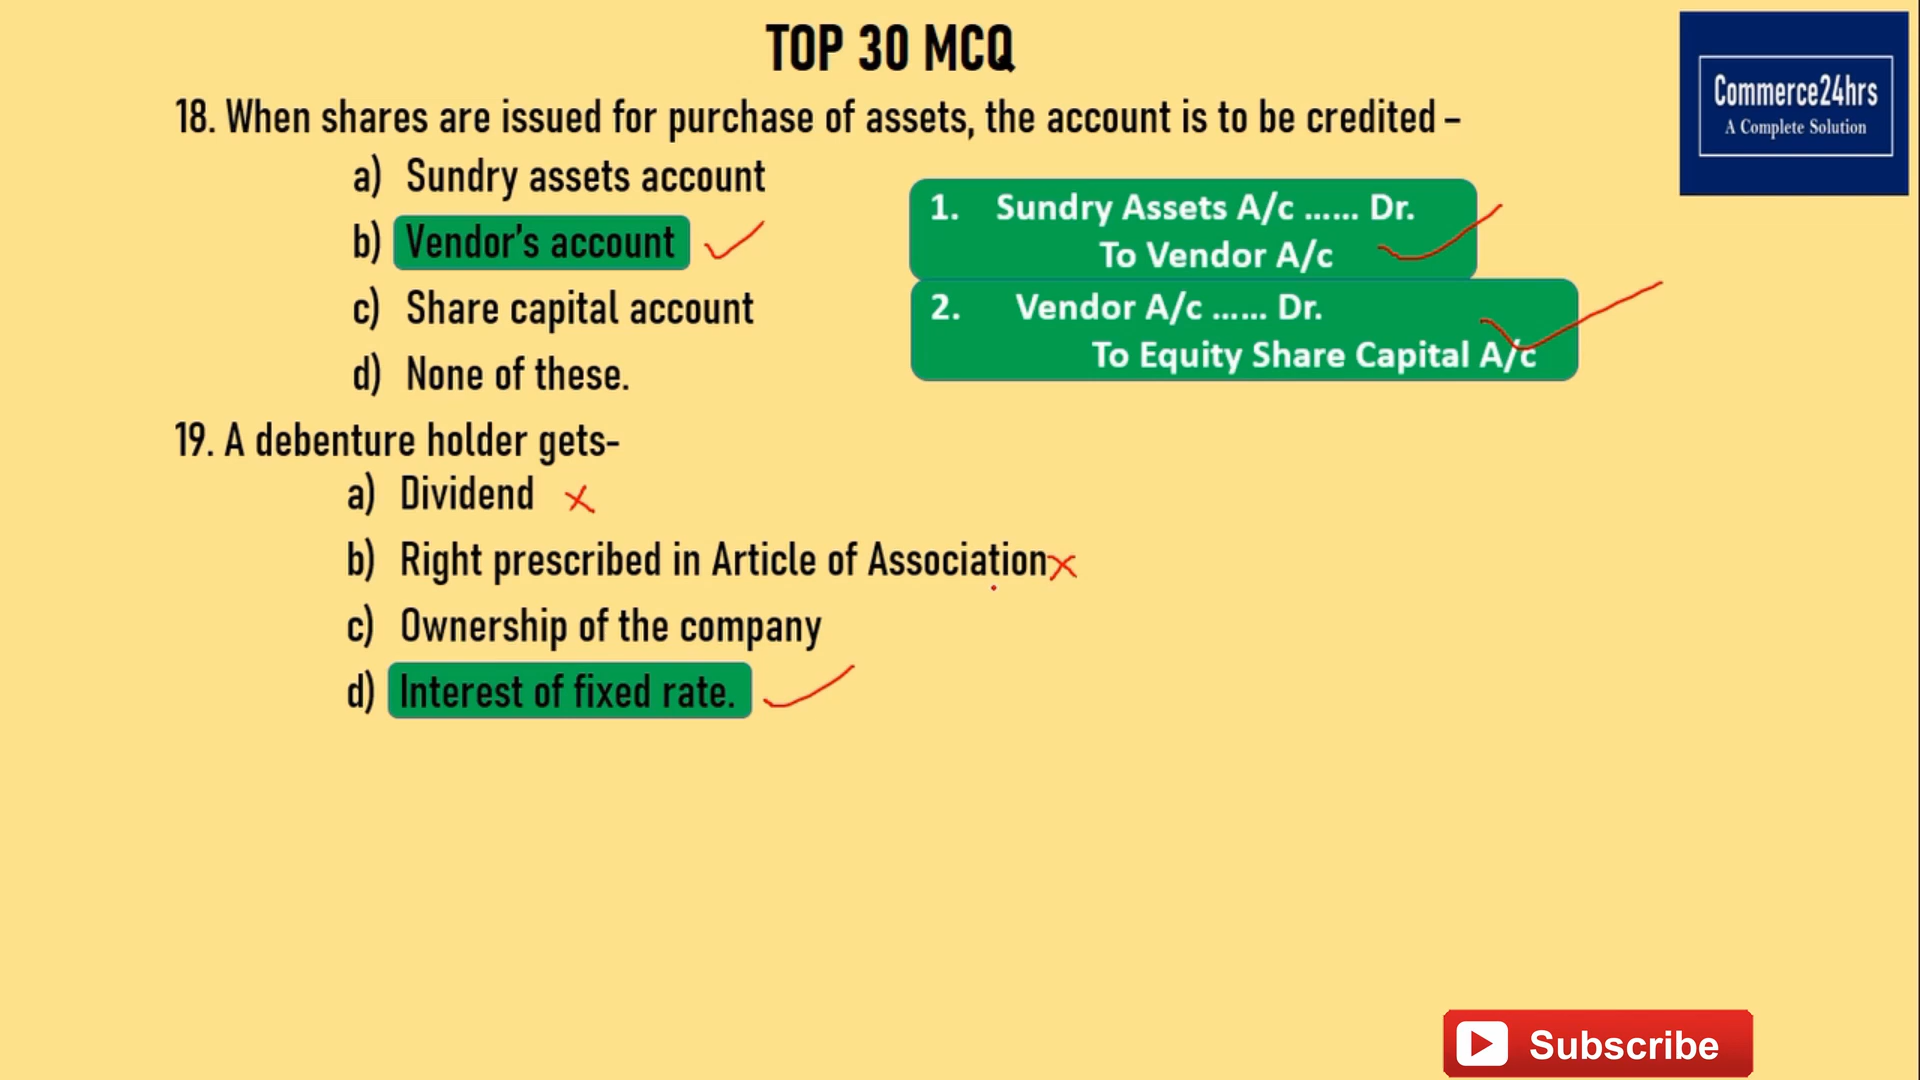 TOP 30 MCQ
Commerce24hrs
A Complete Solution
18. When shares are issued for purchase of assets, the account is to be credited –
a) Sundry assets account
b) Vendor's account
c) Share capital account
d) None of these.
1. Sundry Assets A/c ...... Dr.
To Vendor A/c
2. Vendor A/c ...... Dr.
To Equity Share Capital A/c
19. A debenture holder gets-
a) Dividend
b) Right prescribed in Article of Association
c) Ownership of the company
d) Interest of fixed rate.
Subscribe